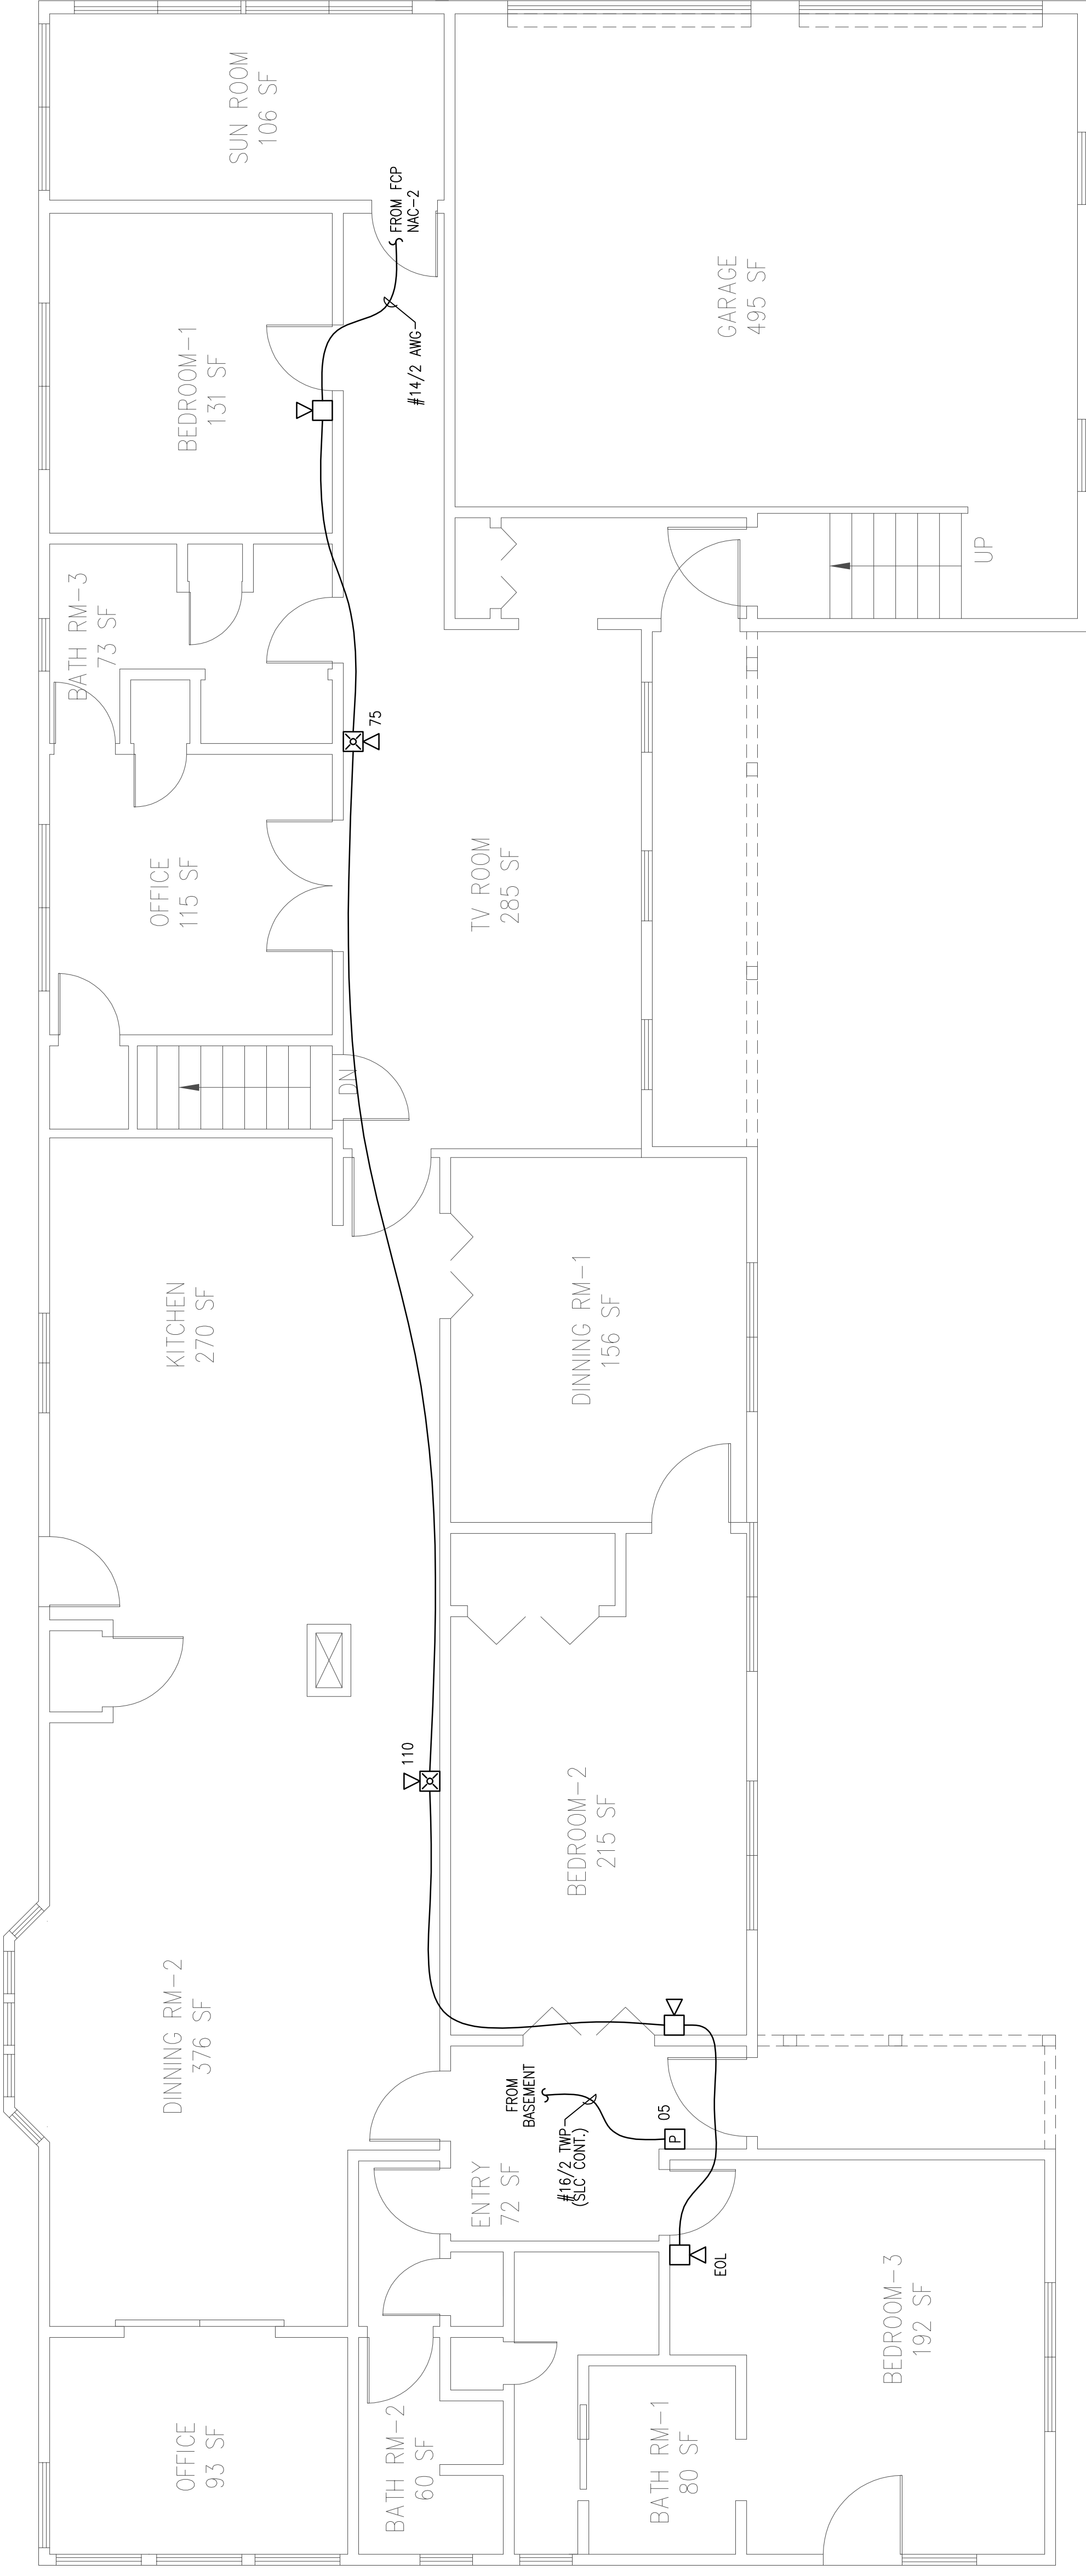 SUN ROOM
106 SF
FROM FCP
NAC-2
#14/2 AWG
BEDROOM-1
131 SF
GARAGE
495 SF
UP
BATH RM-3
73 SF
75
OFFICE
115 SF
TV ROOM
285 SF
DN
KITCHEN
270 SF
DINNING RM-1
156 SF
110
BEDROOM-2
215 SF
DINNING RM-2
376 SF
FROM
BASEMENT
#16/2 TWP
(SLC CONT.)
P
05
ENTRY
72 SF
EOL
BEDROOM-3
192 SF
OFFICE
93 SF
BATH RM-2
60 SF
BATH RM-1
80 SF